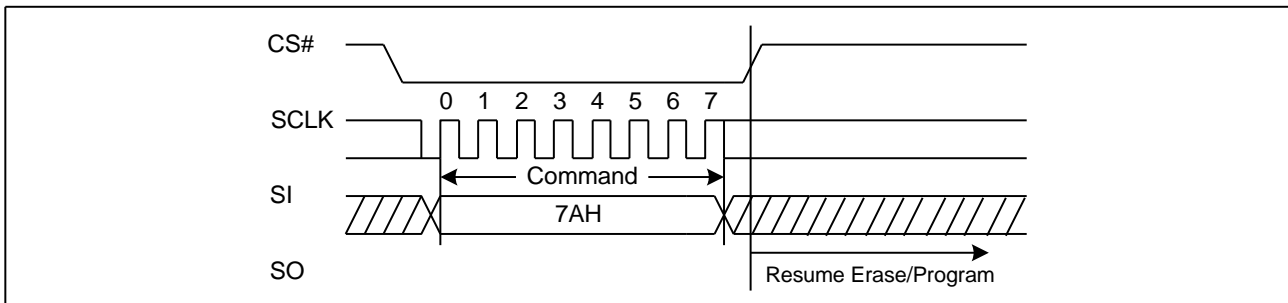 CS#
0 1 2 3 4 5 6 7
SCLK
Command
SI
7AH
SO
Resume Erase/Program